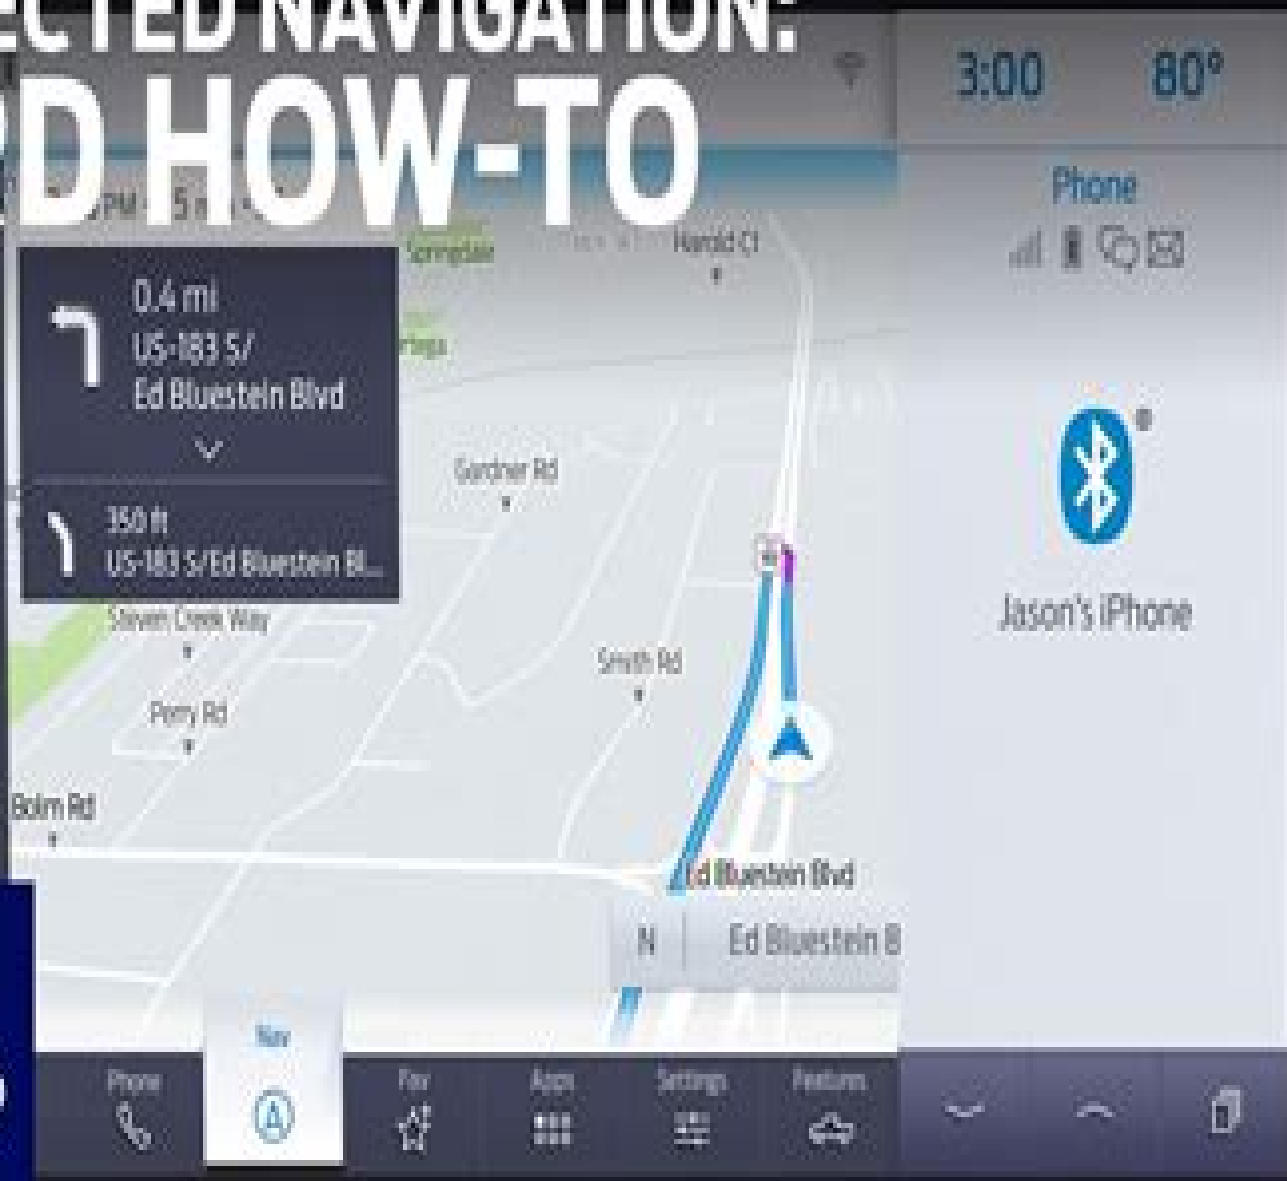 ECTED NAVIGATION:
D HOW-TO
3:00
80°
Phone
Springdale
Harold Ct
0.4 mi
US-183 S/
Ed Bluestein Blvd
350 ft
US-183 S/Ed Bluestein Bl...
Gardner Rd
Jason's iPhone
Steven Creek Way
Smith Rd
Perry Rd
Bolm Rd
Ed Bluestein Blvd
N
Ed Bluestein B
Phone
Nav
Fav
Apps
Settings
Features